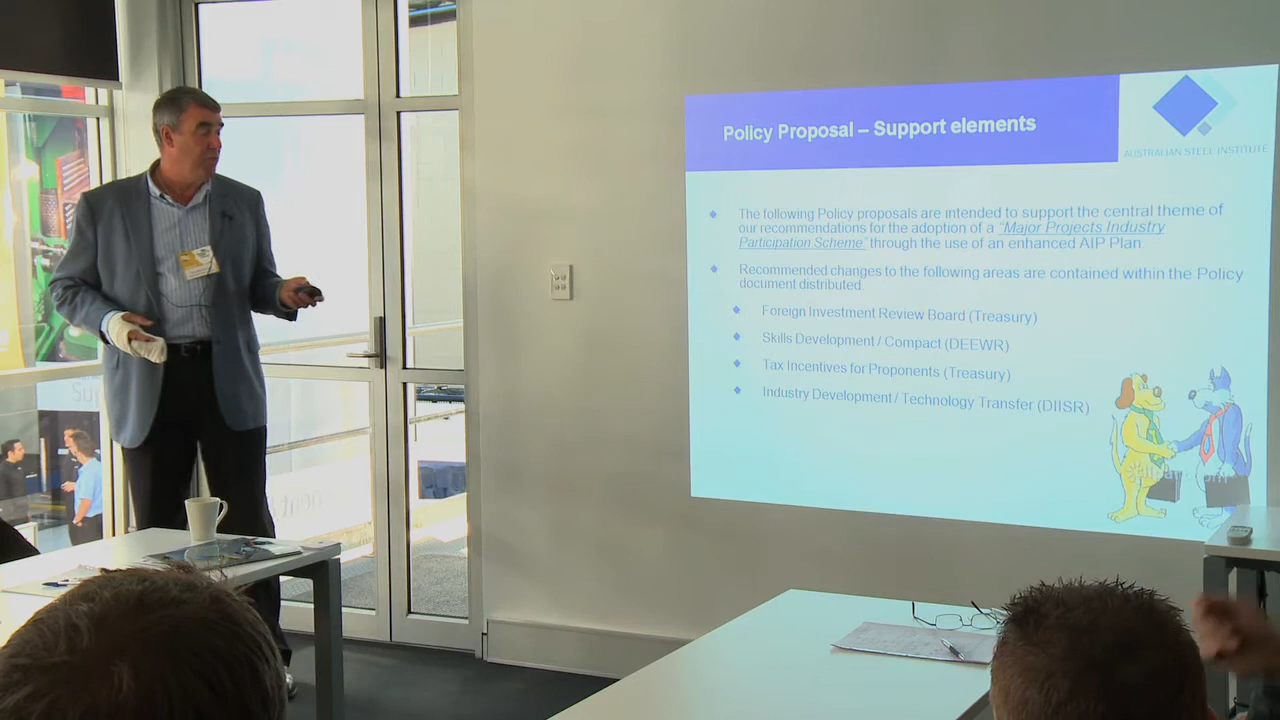 Policy Proposal – Support elements
AUSTRALIAN STEEL INSTITUTE
The following Policy proposals are intended to support the central theme of
our recommendations for the adoption of a “Major Projects Industry
Participation Scheme” through the use of an enhanced AIP Plan.
Recommended changes to the following areas are contained within the Policy
document distributed.
Foreign Investment Review Board (Treasury)
Skills Development / Compact (DEEWR)
Tax Incentives for Proponents (Treasury)
Industry Development / Technology Transfer (DIISR)